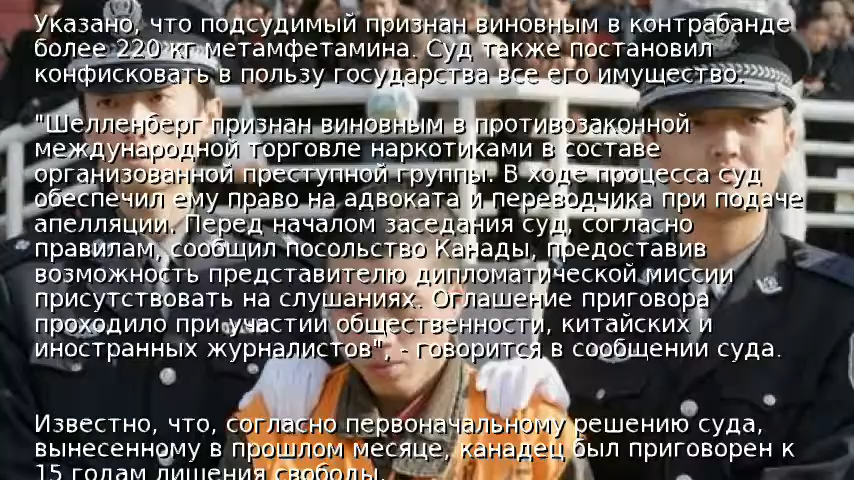 Указано, что подсудимый признан виновным в контрабанде
более 220 кг метамфетамина. Суд также постановил
конфисковать в пользу государства все его имущество.
"Шелленберг признан виновным в противозаконной
международной торговле наркотиками в составе
организованной преступной группы. В ходе процесса суд
обеспечил ему право на адвоката и переводчика при подаче
апелляции. Перед началом заседания суд, согласно
правилам, сообщил посольство Канады, предоставив
возможность представителю дипломатической миссии
присутствовать на слушаниях. Оглашение приговора
проходило при участии общественности, китайских и
иностранных журналистов", - говорится в сообщении суда.
Известно, что, согласно первоначальному решению суда,
вынесенному в прошлом месяце, канадец был приговорен к
15 годам лишения свободы.